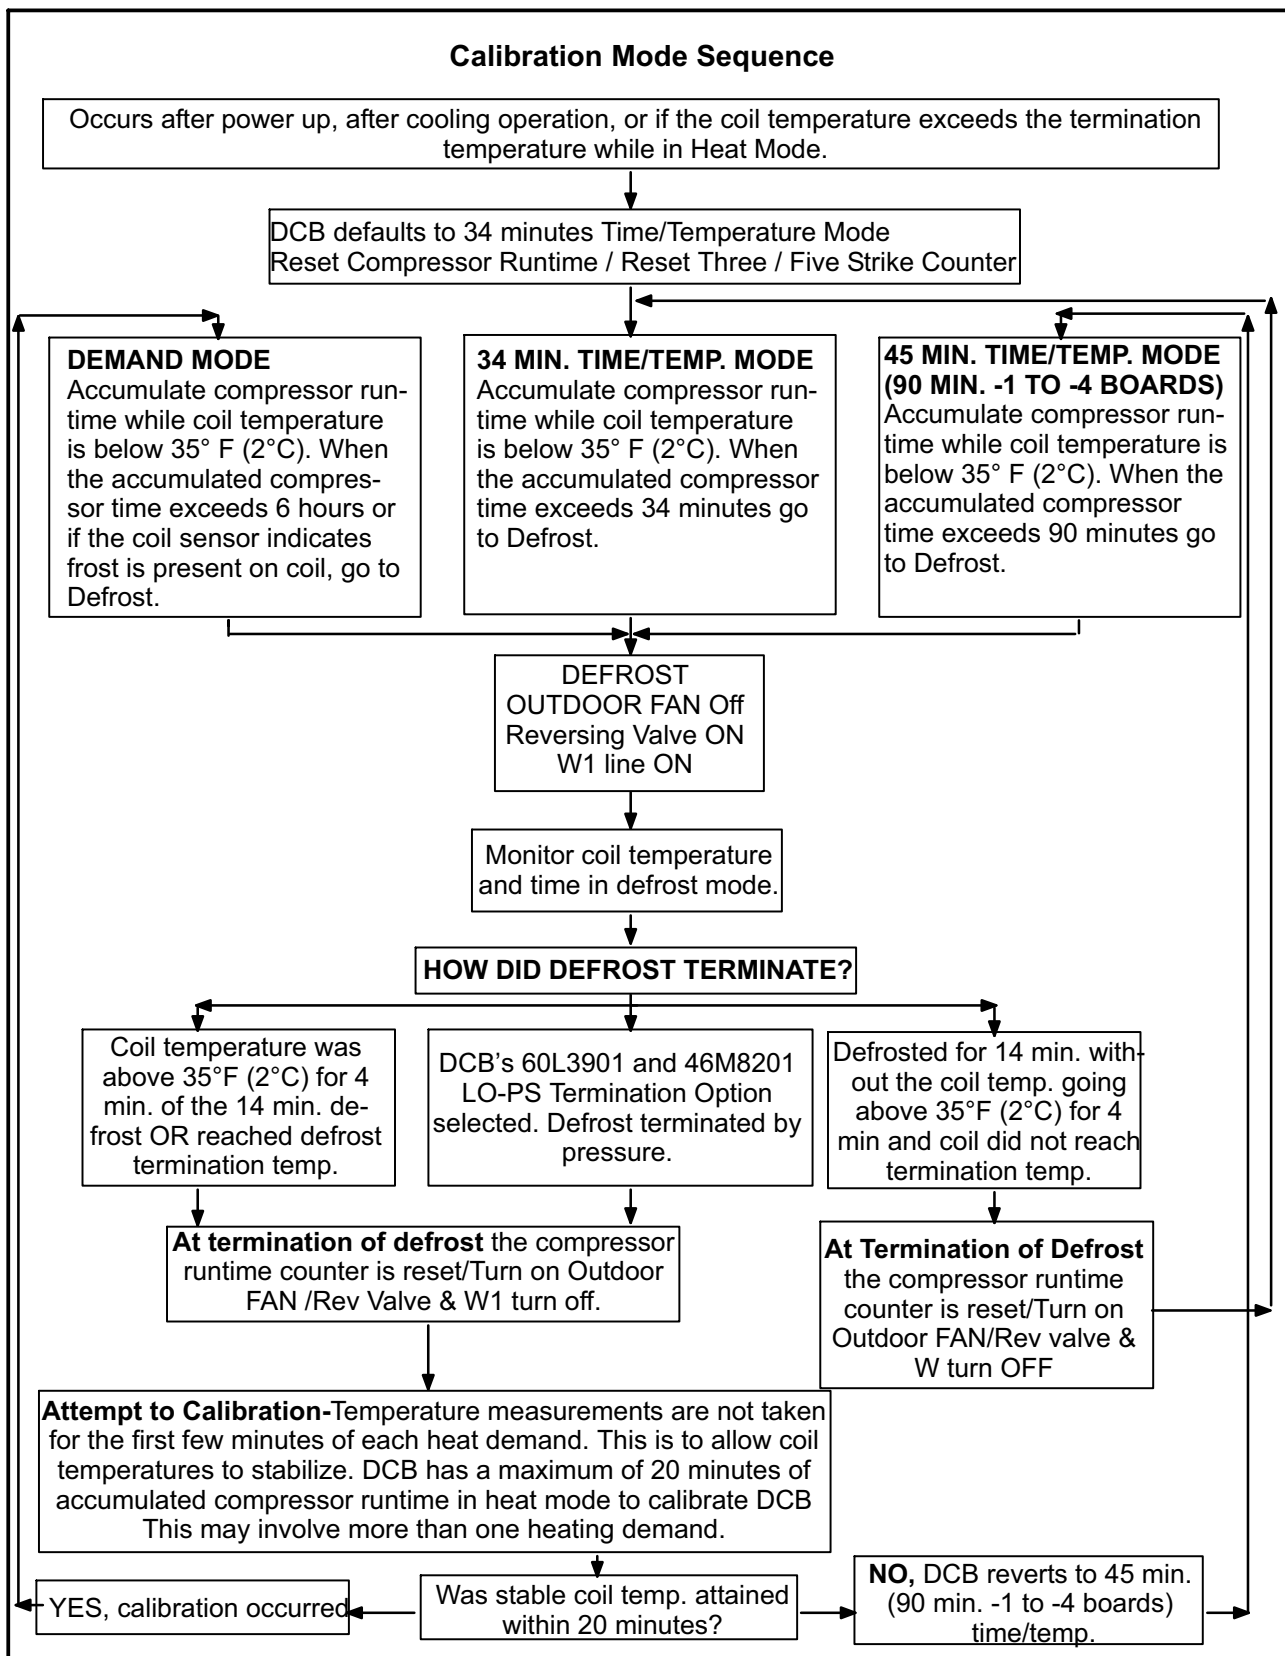 Calibration Mode Sequence
Occurs after power up, after cooling operation, or if the coil temperature exceeds the termination
temperature while in Heat Mode.
DCB defaults to 34 minutes Time/Temperature Mode
Reset Compressor Runtime / Reset Three / Five Strike Counter
DEMAND MODE
Accumulate compressor run-
time while coil temperature
is below 35° F (2°C). When
the accumulated compres-
sor time exceeds 6 hours or
if the coil sensor indicates
frost is present on coil, go to
Defrost.
34 MIN. TIME/TEMP. MODE
Accumulate compressor run-
time while coil temperature
is below 35° F (2°C). When
the accumulated compressor
time exceeds 34 minutes go
to Defrost.
45 MIN. TIME/TEMP. MODE
(90 MIN. -1 TO -4 BOARDS)
Accumulate compressor run-
time while coil temperature is
below 35° F (2°C). When the
accumulated compressor
time exceeds 90 minutes go
to Defrost.
DEFROST
OUTDOOR FAN Off
Reversing Valve ON
W1 line ON
Monitor coil temperature
and time in defrost mode.
HOW DID DEFROST TERMINATE?
Coil temperature was
above 35°F (2°C) for 4
min. of the 14 min. de-
frost OR reached defrost
termination temp.
DCB's 60L3901 and 46M8201
LO-PS Termination Option
selected. Defrost terminated by
pressure.
Defrosted for 14 min. with-
out the coil temp. going
above 35°F (2°C) for 4
min and coil did not reach
termination temp.
At termination of defrost the compressor
runtime counter is reset/Turn on Outdoor
FAN /Rev Valve & W1 turn off.
At Termination of Defrost
the compressor runtime
counter is reset/Turn on
Outdoor FAN/Rev valve &
W turn OFF
Attempt to Calibration-Temperature measurements are not taken
for the first few minutes of each heat demand. This is to allow coil
temperatures to stabilize. DCB has a maximum of 20 minutes of
accumulated compressor runtime in heat mode to calibrate DCB
This may involve more than one heating demand.
YES, calibration occurred
Was stable coil temp. attained
within 20 minutes?
NO, DCB reverts to 45 min.
(90 min. -1 to -4 boards)
time/temp.